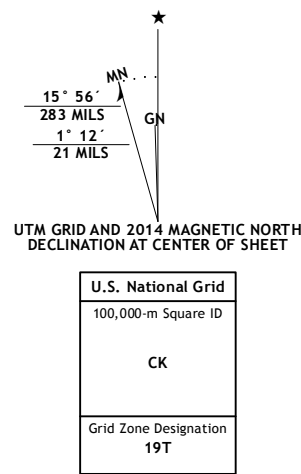 MN
GN
15° 56´
283 MILS
1° 12´
21 MILS
UTM GRID AND 2014 MAGNETIC NORTH
DECLINATION AT CENTER OF SHEET
U.S. National Grid
100,000-m Square ID
CK
Grid Zone Designation
19T